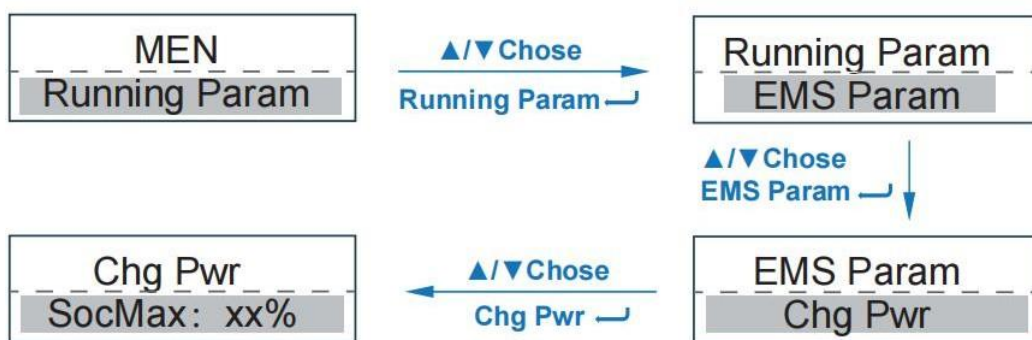 MEN
Running Param
▲/▼Chose
Running Param
Running Param
EMS Param
▲/▼Chose
EMS Param
EMS Param
Chg Pwr
▲/▼Chose
Chg Pwr
Chg Pwr
SocMax: xx%